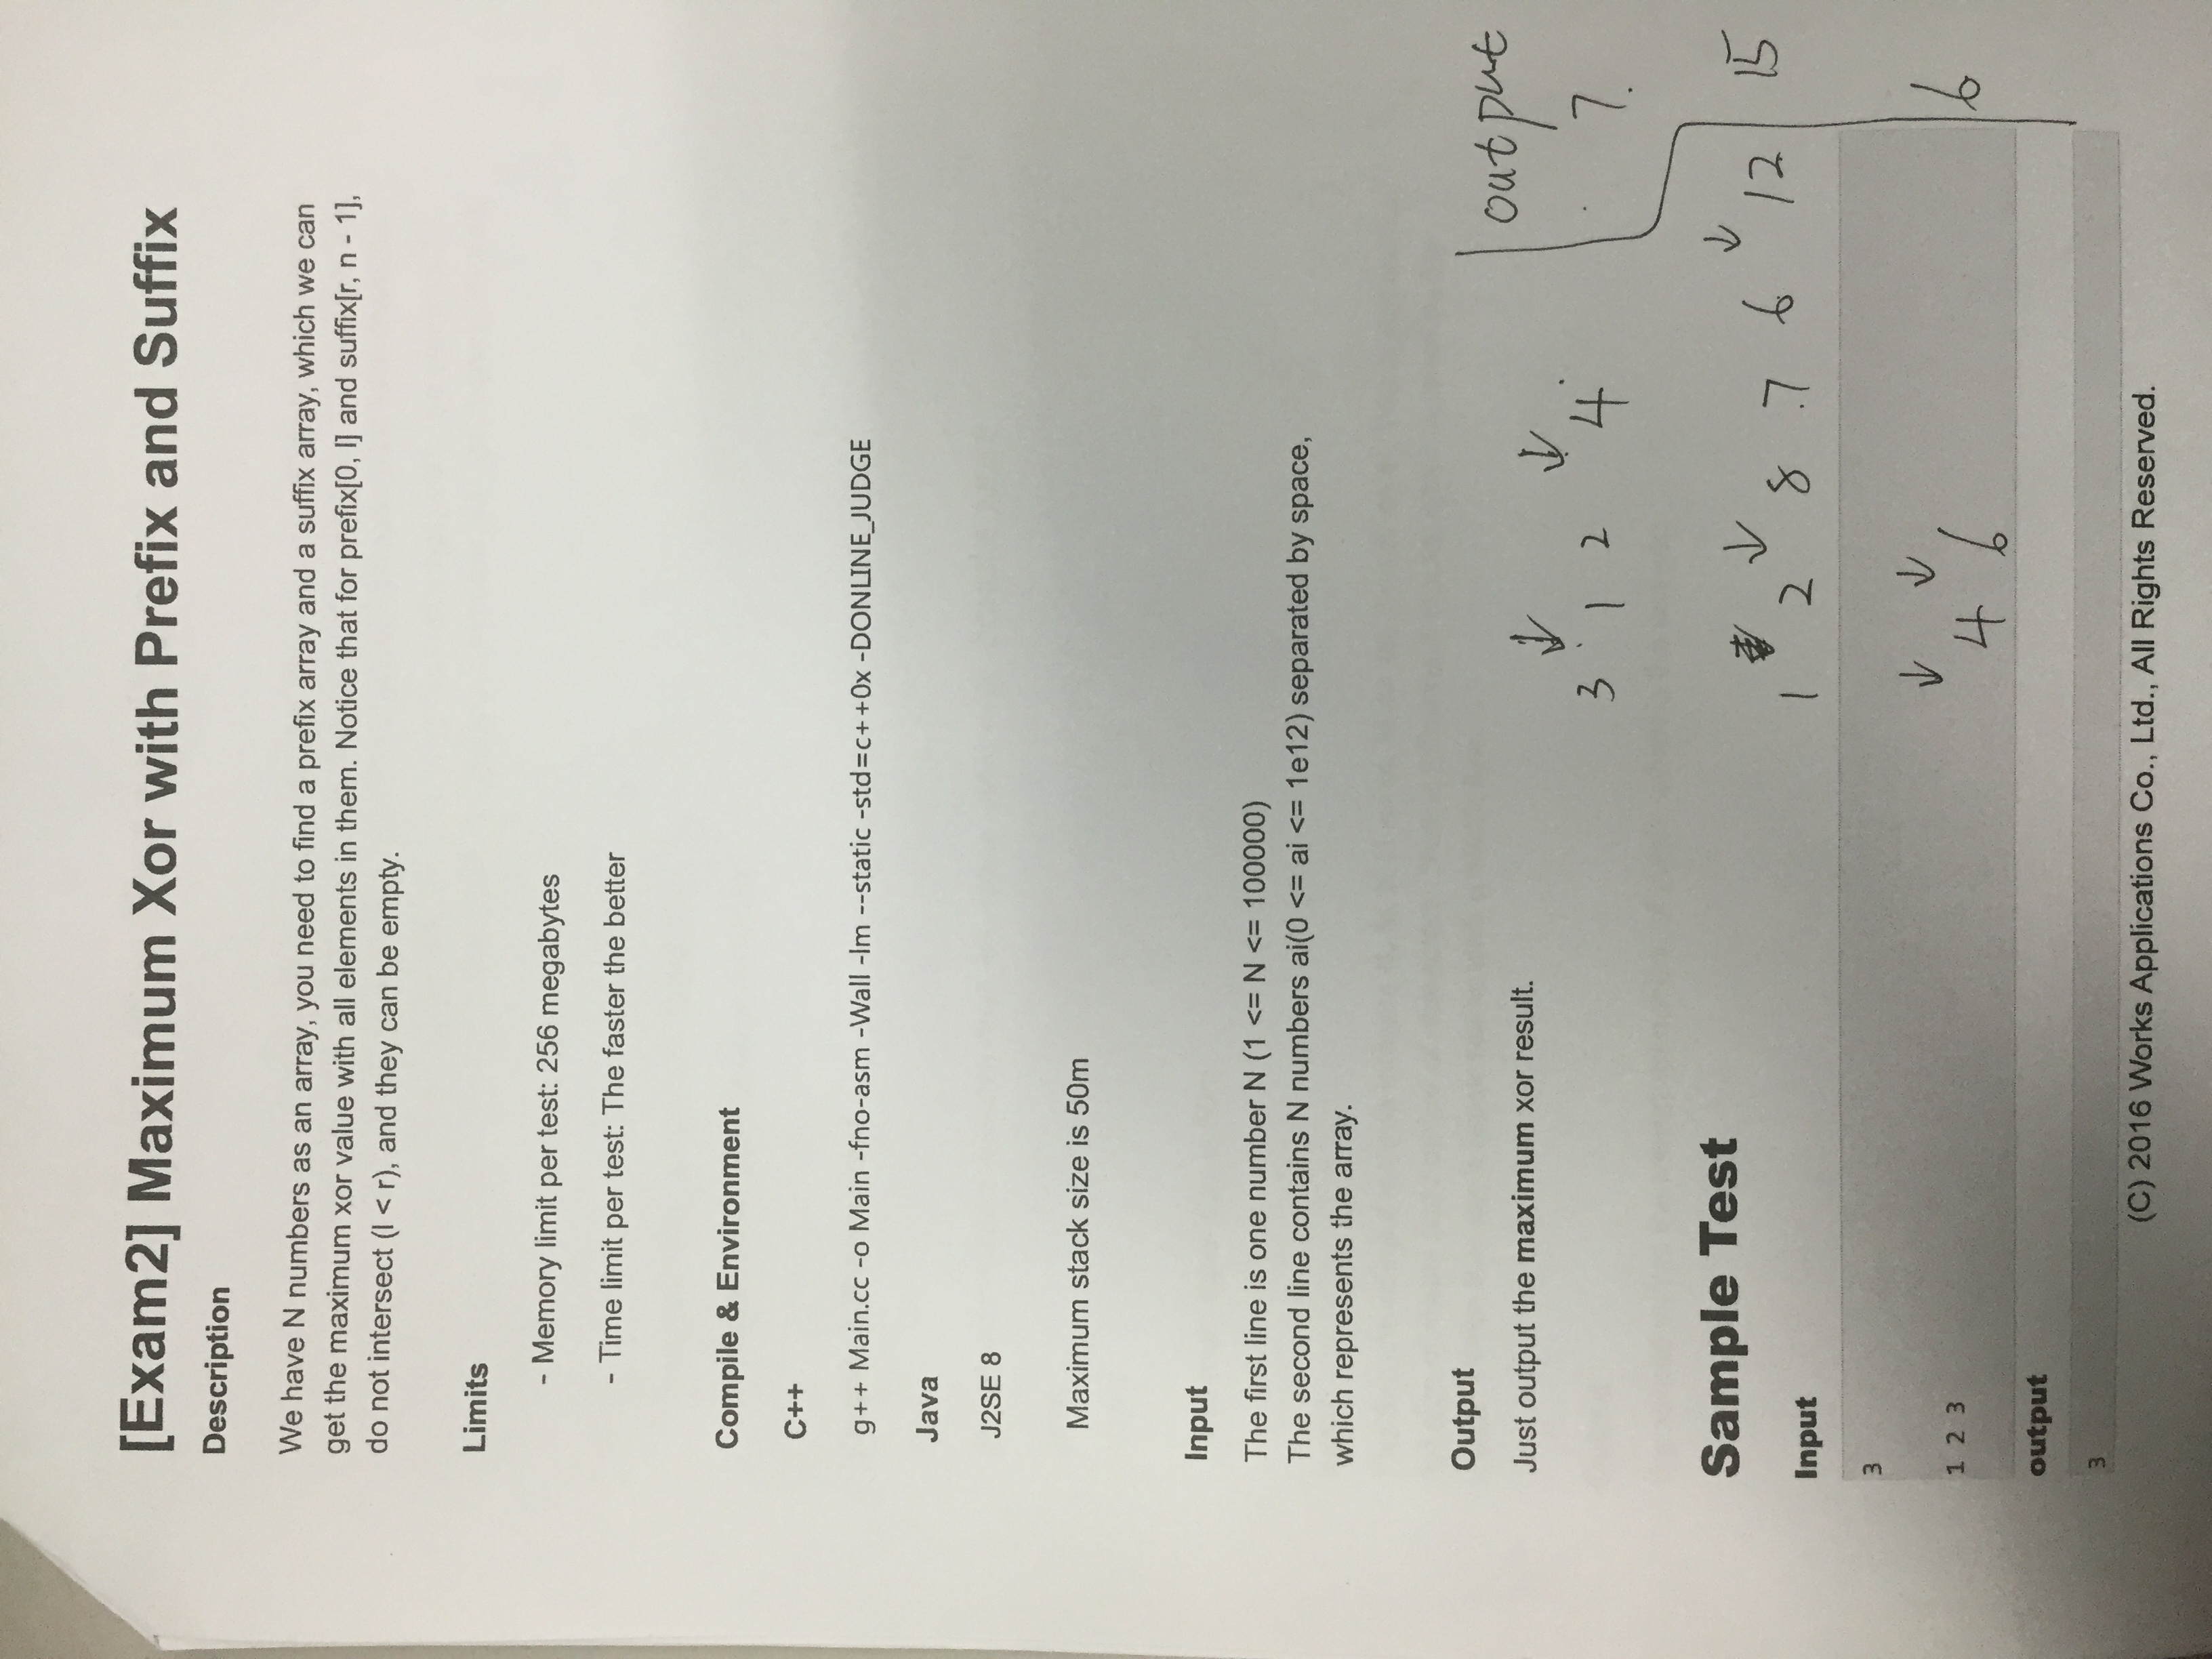 [Exam2] Maximum Xor with Prefix and Suffix
Description
We have N numbers as an array, you need to find a prefix array and a suffix array, which we can
get the maximum xor value with all elements in them. Notice that for prefix[0, l] and suffix[r, n - 1],
do not intersect (l < r), and they can be empty.
Limits
- Memory limit per test: 256 megabytes
- Time limit per test: The faster the better
Compile & Environment
C++
g++ Main.cc -o Main -fno-asm -Wall -lm --static -std=c++0x -DONLINE_JUDGE
Java
J2SE 8
Maximum stack size is 50m
Input
The first line is one number N (1 <= N <= 100000)
The second line contains N numbers ai(0 <= ai <= 1e12) separated by space,
which represents the array.
Output
Just output the maximum xor result.
output
3 1 2 4 7
Sample Test
1 2 8 7 6 12 15
Input
3
1 2 3
4 6 6
output
3
(C) 2016 Works Applications Co., Ltd., All Rights Reserved.